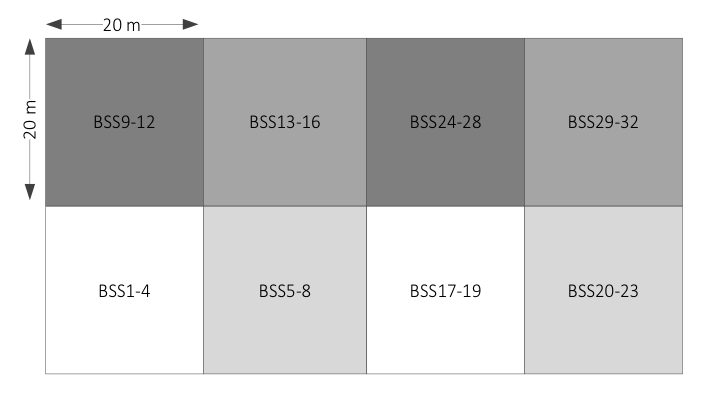 20 m
20 m
BSS9-12
BSS13-16
BSS24-28
BSS29-32
BSS1-4
BSS5-8
BSS17-19
BSS20-23